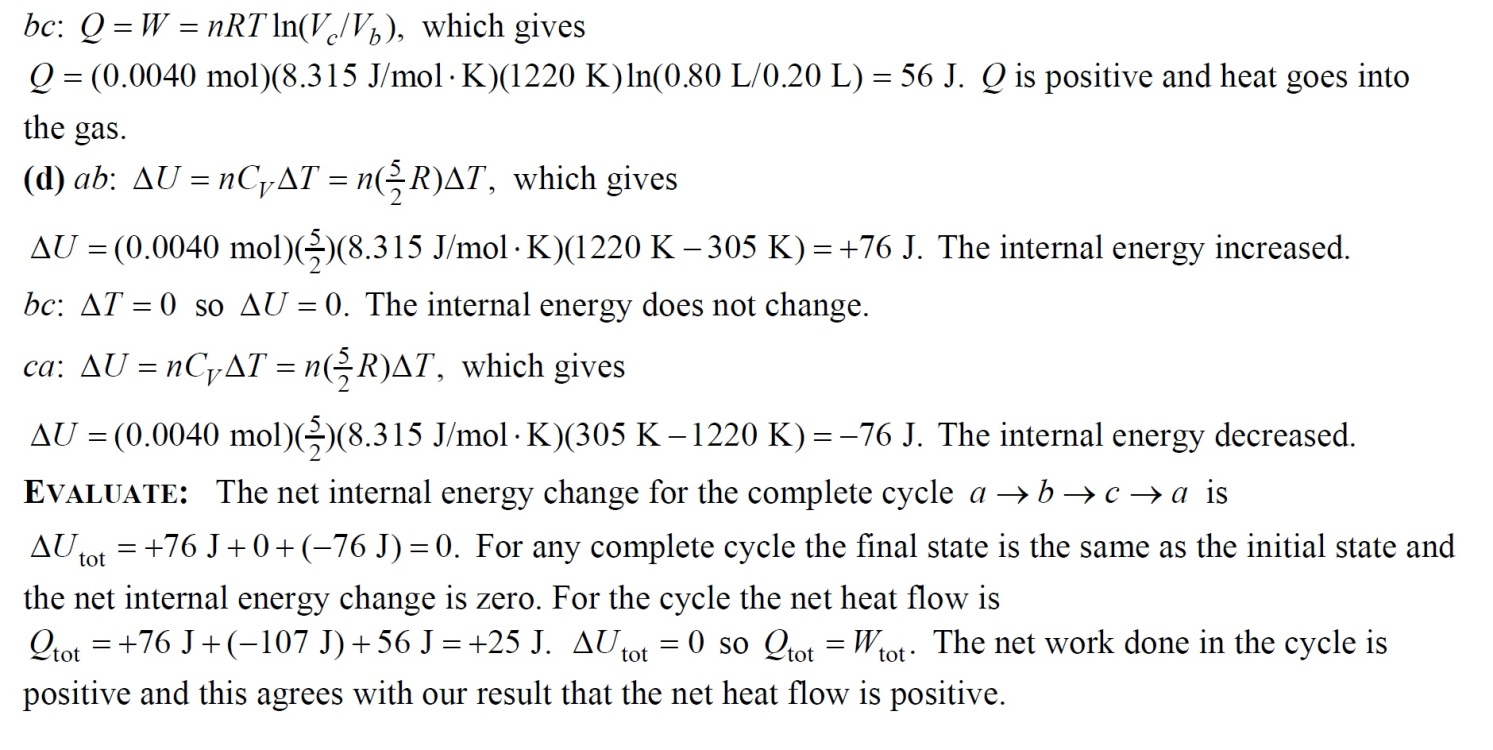 bc: Q = W = nRT ln(V_c/V_b), which gives
Q = (0.0040 mol)(8.315 J/mol · K)(1220 K)ln(0.80 L/0.20 L) = 56 J. Q is positive and heat goes into
the gas.
(d) ab: ΔU = nC_VΔT = n(5/2 R)ΔT, which gives
ΔU = (0.0040 mol)(5/2)(8.315 J/mol · K)(1220 K – 305 K) = +76 J. The internal energy increased.
bc: ΔT = 0 so ΔU = 0. The internal energy does not change.
ca: ΔU = nC_VΔT = n(5/2 R)ΔT, which gives
ΔU = (0.0040 mol)(5/2)(8.315 J/mol · K)(305 K – 1220 K) = –76 J. The internal energy decreased.
EVALUATE: The net internal energy change for the complete cycle a → b → c → a is
ΔU_tot = +76 J + 0 + (–76 J) = 0. For any complete cycle the final state is the same as the initial state and
the net internal energy change is zero. For the cycle the net heat flow is
Q_tot = +76 J + (–107 J) + 56 J = +25 J. ΔU_tot = 0 so Q_tot = W_tot. The net work done in the cycle is
positive and this agrees with our result that the net heat flow is positive.